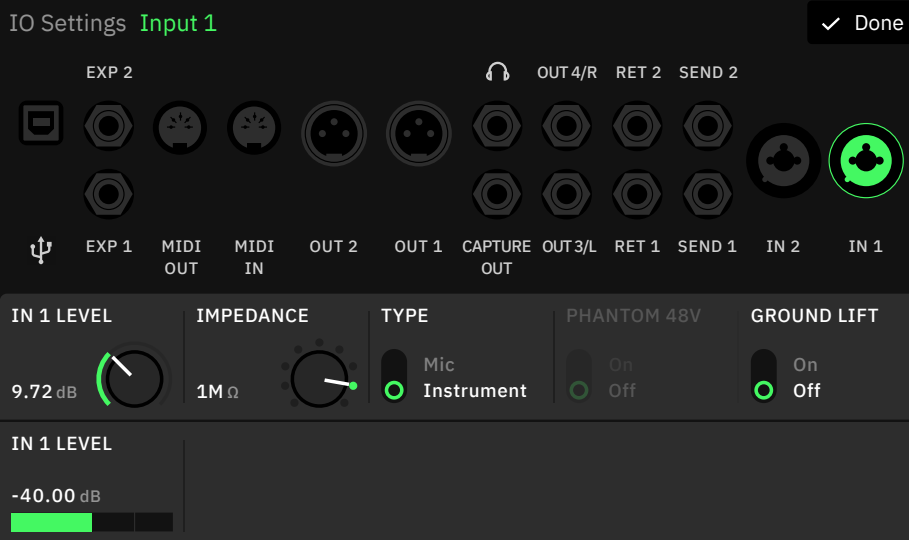 IO Settings Input 1
Done
EXP 2
OUT 4/R
RET 2
SEND 2
EXP 1
MIDI OUT
MIDI IN
OUT 2
OUT 1
CAPTURE OUT
OUT 3/L
RET 1
SEND 1
IN 2
IN 1
IN 1 LEVEL
9.72 dB
IMPEDANCE
1M Ω
TYPE
Mic
Instrument
PHANTOM 48V
On
Off
GROUND LIFT
On
Off
IN 1 LEVEL
-40.00 dB